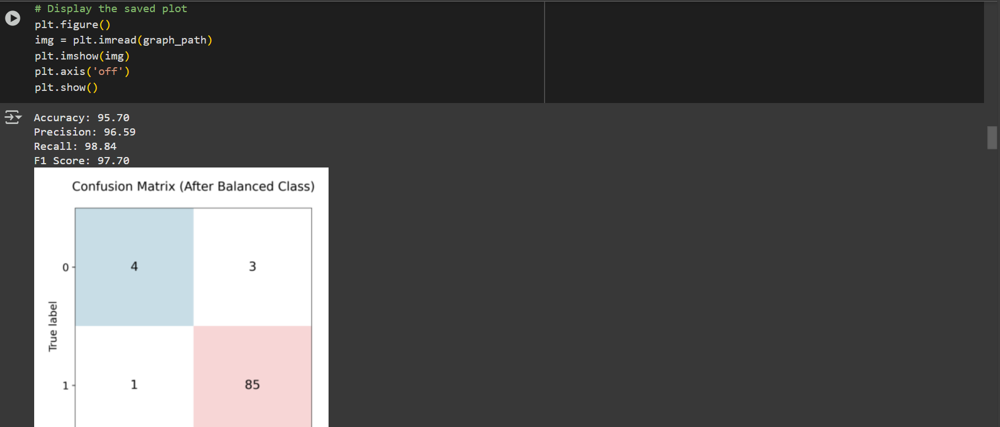 # Display the saved plot
plt.figure()
img = plt.imread(graph_path)
plt.imshow(img)
plt.axis('off')
plt.show()
Accuracy: 95.70
Precision: 96.59
Recall: 98.84
F1 Score: 97.70
Confusion Matrix (After Balanced Class)
0
4
3
True label
1
1
85